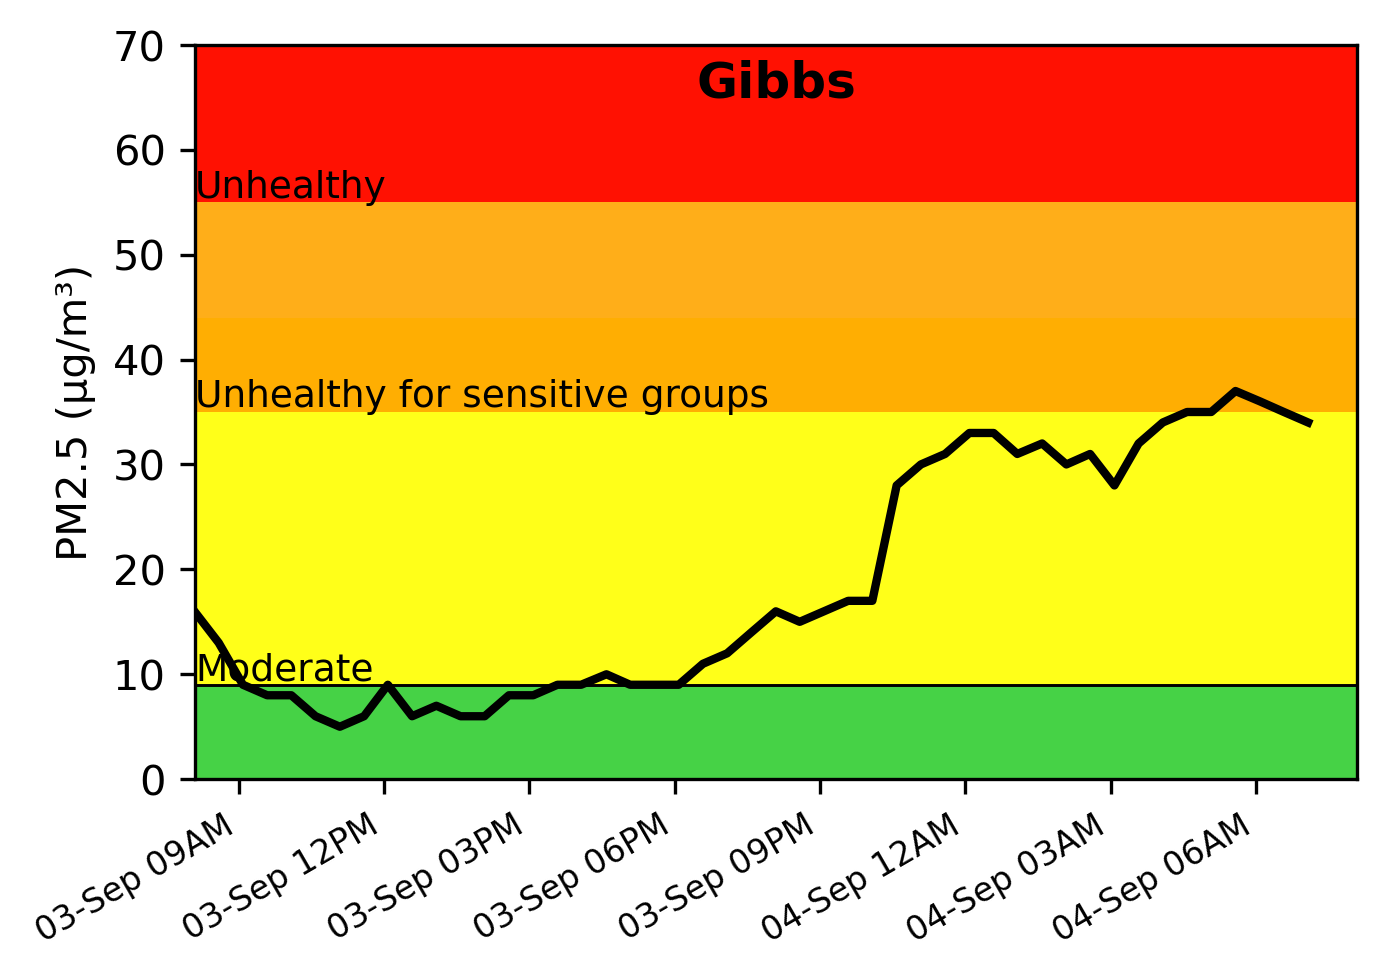 Gibbs
PM2.5 (µg/m³)
70
60
50
40
30
20
10
0
Unhealthy
Unhealthy for sensitive groups
Moderate
03-Sep 09AM
03-Sep 12PM
03-Sep 03PM
03-Sep 06PM
03-Sep 09PM
04-Sep 12AM
04-Sep 03AM
04-Sep 06AM